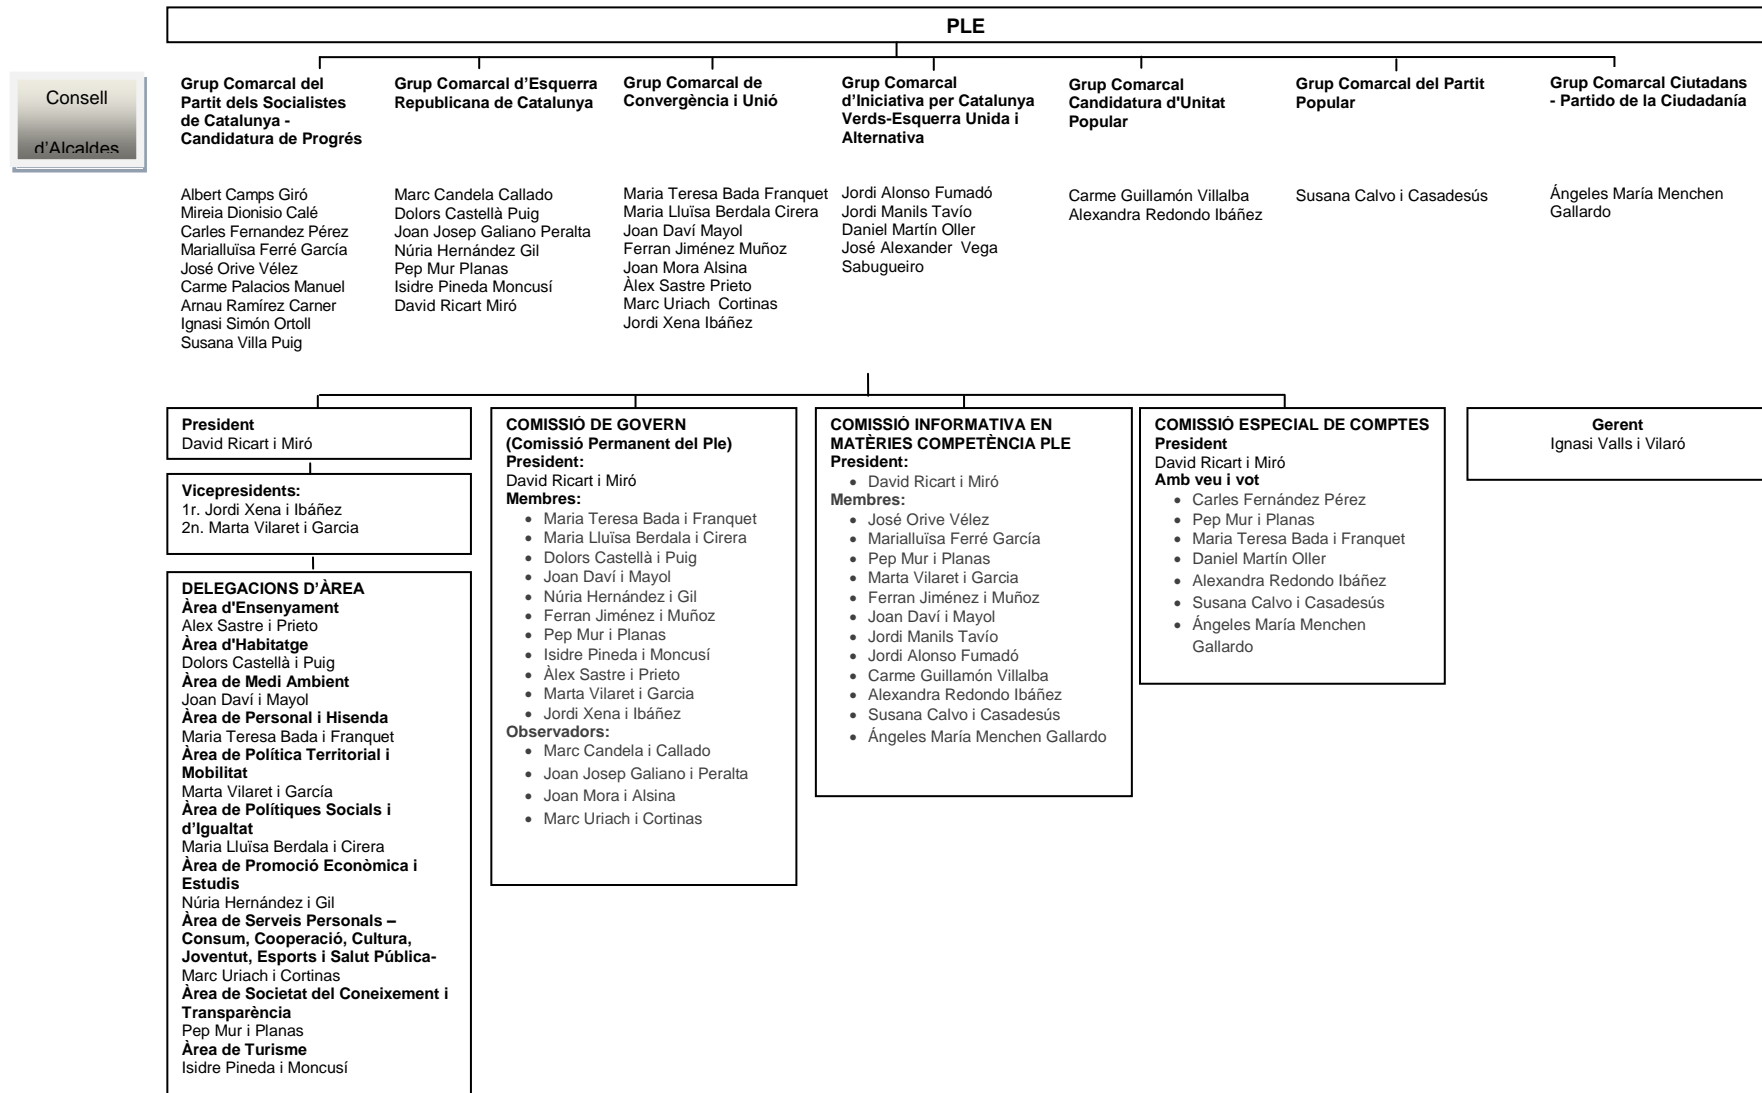 PLE
Consell
d'Alcaldes
Grup Comarcal del
Partit dels Socialistes
de Catalunya -
Candidatura de Progrés
Albert Camps Giró
Mireia Dionisio Calé
Carles Fernandez Pérez
Marialluïsa Ferré García
José Orive Vélez
Carme Palacios Manuel
Arnau Ramírez Carner
Ignasi Simón Ortoll
Susana Villa Puig
Grup Comarcal d'Esquerra
Republicana de Catalunya
Marc Candela Callado
Dolors Castellà Puig
Joan Josep Galiano Peralta
Núria Hernández Gil
Pep Mur Planas
Isidre Pineda Moncusí
David Ricart Miró
Grup Comarcal de
Convergència i Unió
Maria Teresa Bada Franquet
Maria Lluïsa Berdala Cirera
Joan Daví Mayol
Ferran Jiménez Muñoz
Joan Mora Alsina
Àlex Sastre Prieto
Marc Uriach Cortinas
Jordi Xena Ibáñez
Grup Comarcal
d'Iniciativa per Catalunya
Verds-Esquerra Unida i
Alternativa
Jordi Alonso Fumadó
Jordi Manils Tavío
Daniel Martín Oller
José Alexander Vega
Sabugueiro
Grup Comarcal
Candidatura d'Unitat
Popular
Carme Guillamón Villalba
Alexandra Redondo Ibáñez
Grup Comarcal del Partit
Popular
Susana Calvo i Casadesús
Grup Comarcal Ciutadans
- Partido de la Ciudadanía
Ángeles María Menchen
Gallardo
President
David Ricart i Miró
Vicepresidents:
1r. Jordi Xena i Ibáñez
2n. Marta Vilaret i Garcia
DELEGACIONS D'ÀREA
Àrea d'Ensenyament
Alex Sastre i Prieto
Àrea d'Habitatge
Dolors Castellà i Puig
Àrea de Medi Ambient
Joan Daví i Mayol
Àrea de Personal i Hisenda
Maria Teresa Bada i Franquet
Àrea de Política Territorial i
Mobilitat
Marta Vilaret i García
Àrea de Polítiques Socials i
d'Igualtat
Maria Lluïsa Berdala i Cirera
Àrea de Promoció Econòmica i
Estudis
Núria Hernández i Gil
Àrea de Serveis Personals –
Consum, Cooperació, Cultura,
Joventut, Esports i Salut Pública-
Marc Uriach i Cortinas
Àrea de Societat del Coneixement i
Transparència
Pep Mur i Planas
Àrea de Turisme
Isidre Pineda i Moncusí
COMISSIÓ DE GOVERN
(Comissió Permanent del Ple)
President:
David Ricart i Miró
Membres:
• Maria Teresa Bada i Franquet
• Maria Lluïsa Berdala i Cirera
• Dolors Castellà i Puig
• Joan Daví i Mayol
• Núria Hernández i Gil
• Ferran Jiménez i Muñoz
• Pep Mur i Planas
• Isidre Pineda i Moncusí
• Àlex Sastre i Prieto
• Marta Vilaret i Garcia
• Jordi Xena i Ibáñez
Observadors:
• Marc Candela i Callado
• Joan Josep Galiano i Peralta
• Joan Mora i Alsina
• Marc Uriach i Cortinas
COMISSIÓ INFORMATIVA EN
MATÈRIES COMPETÈNCIA PLE
President:
• David Ricart i Miró
Membres:
• José Orive Vélez
• Marialluïsa Ferré García
• Pep Mur i Planas
• Marta Vilaret i Garcia
• Ferran Jiménez i Muñoz
• Joan Daví i Mayol
• Jordi Manils Tavío
• Jordi Alonso Fumadó
• Carme Guillamón Villalba
• Alexandra Redondo Ibáñez
• Susana Calvo i Casadesús
• Ángeles María Menchen Gallardo
COMISSIÓ ESPECIAL DE COMPTES
President
David Ricart i Miró
Amb veu i vot
• Carles Fernández Pérez
• Pep Mur i Planas
• Maria Teresa Bada i Franquet
• Daniel Martín Oller
• Alexandra Redondo Ibáñez
• Susana Calvo i Casadesús
• Ángeles María Menchen
Gallardo
Gerent
Ignasi Valls i Vilaró